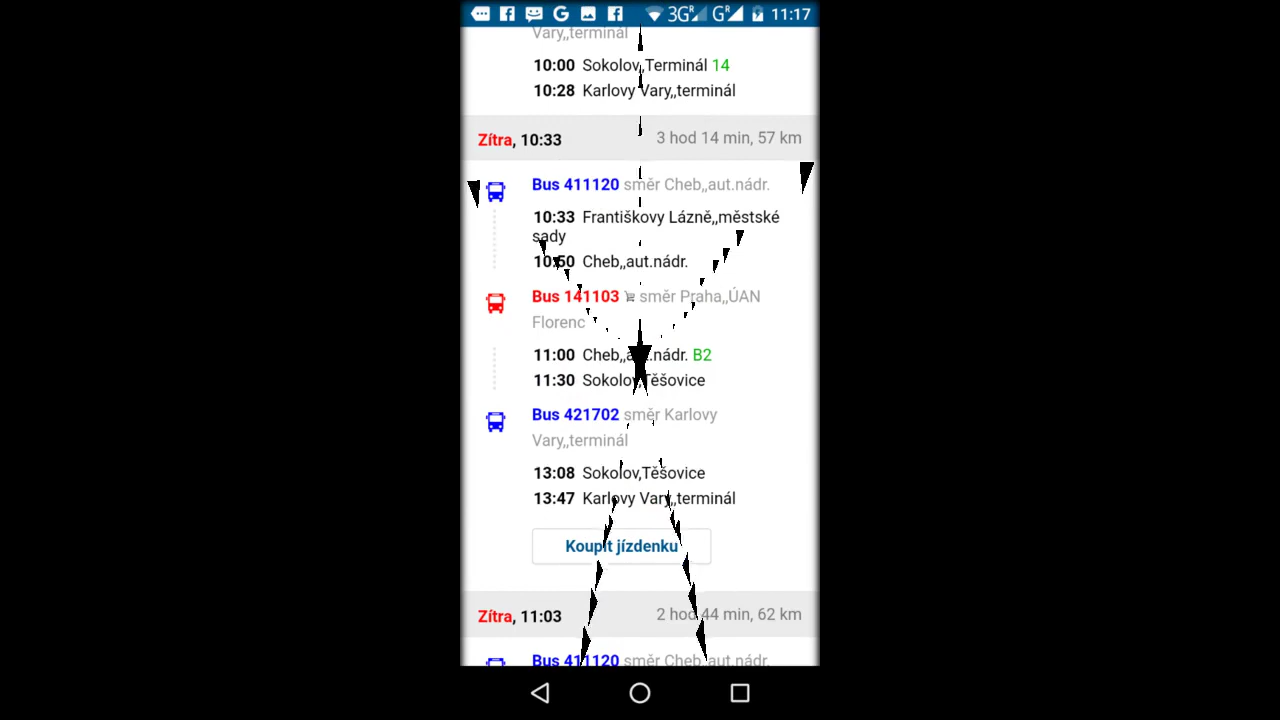 11:17
Vary,,terminál
10:00 Sokolov,Terminál 14
10:28 Karlovy Vary,,terminál
Zítra, 10:33 3 hod 14 min, 57 km
Bus 411120 směr Cheb,,aut.nádr.
10:33 Františkovy Lázně,,městské
sady
10:50 Cheb,,aut.nádr.
Bus 141103 směr Praha,,ÚAN
Florenc
11:00 Cheb,,aut.nádr. B2
11:30 Sokolov,Těšovice
Bus 421702 směr Karlovy
Vary,,terminál
13:08 Sokolov,Těšovice
13:47 Karlovy Vary,,terminál
Koupit jízdenku
Zítra, 11:03 2 hod 44 min, 62 km
Bus 411120 směr Cheb,,aut.nádr.